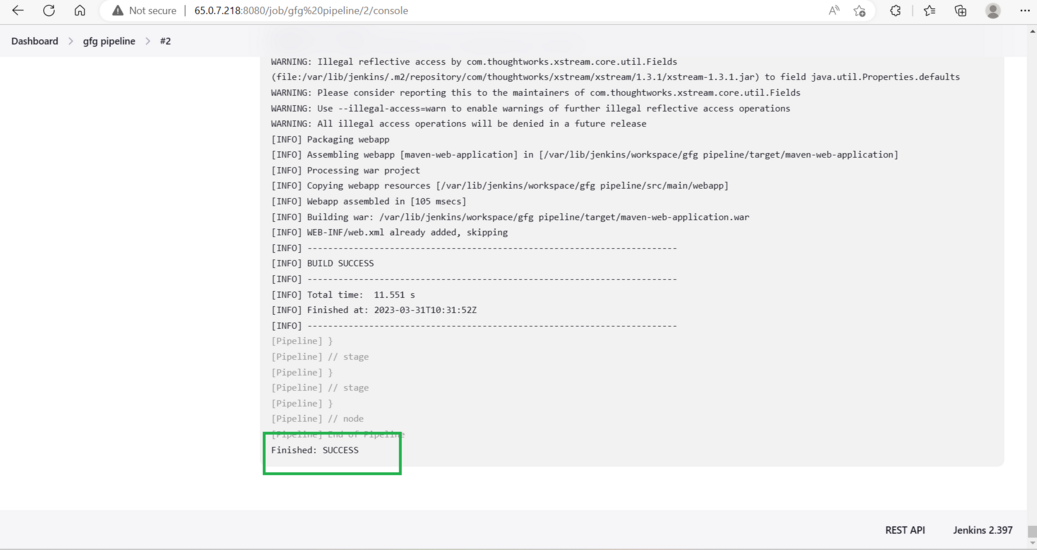 Not secure | 65.0.7.218:8080/job/gfg%20pipeline/2/console
Dashboard > gfg pipeline > #2
WARNING: Illegal reflective access by com.thoughtworks.xstream.core.util.Fields
(file:/var/lib/jenkins/.m2/repository/com/thoughtworks/xstream/xstream/1.3.1/xstream-1.3.1.jar) to field java.util.Properties.defaults
WARNING: Please consider reporting this to the maintainers of com.thoughtworks.xstream.core.util.Fields
WARNING: Use --illegal-access=warn to enable warnings of further illegal reflective access operations
WARNING: All illegal access operations will be denied in a future release
[INFO] Packaging webapp
[INFO] Assembling webapp [maven-web-application] in [/var/lib/jenkins/workspace/gfg pipeline/target/maven-web-application]
[INFO] Processing war project
[INFO] Copying webapp resources [/var/lib/jenkins/workspace/gfg pipeline/src/main/webapp]
[INFO] Webapp assembled in [105 msecs]
[INFO] Building war: /var/lib/jenkins/workspace/gfg pipeline/target/maven-web-application.war
[INFO] WEB-INF/web.xml already added, skipping
[INFO] ------------------------------------------------------------------------
[INFO] BUILD SUCCESS
[INFO] ------------------------------------------------------------------------
[INFO] Total time:  11.551 s
[INFO] Finished at: 2023-03-31T10:31:52Z
[INFO] ------------------------------------------------------------------------
[Pipeline] }
[Pipeline] // stage
[Pipeline] }
[Pipeline] // stage
[Pipeline] }
[Pipeline] // node
[Pipeline] End of Pipeline
Finished: SUCCESS
REST API Jenkins 2.397